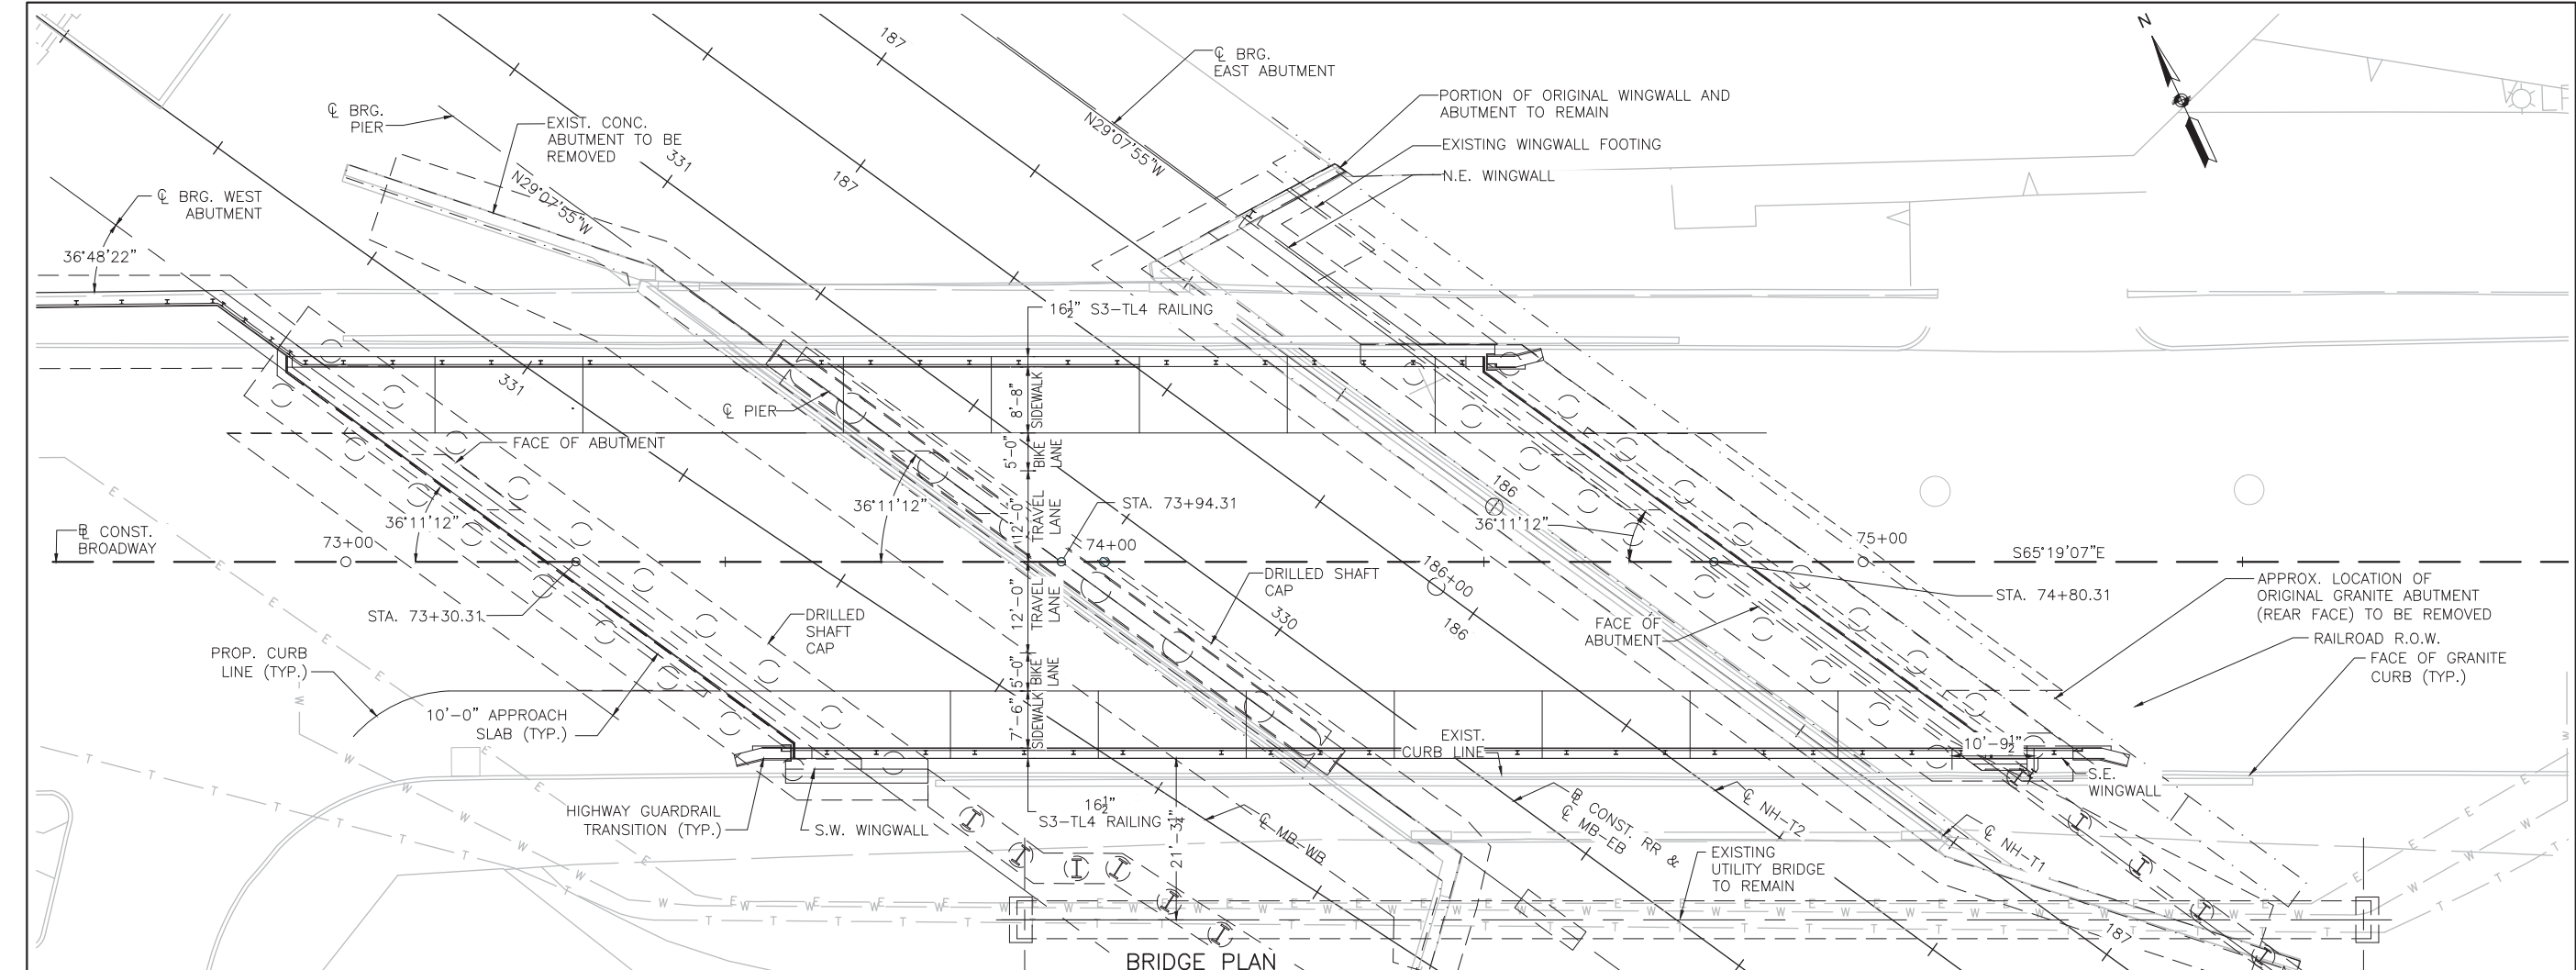 N
187
℄ BRG.
EAST ABUTMENT
PORTION OF ORIGINAL WINGWALL AND
ABUTMENT TO REMAIN
℄ BRG.
PIER
EXIST. CONC.
ABUTMENT TO BE
REMOVED
N29°07'55"W
EXISTING WINGWALL FOOTING
331
187
N.E. WINGWALL
N29°07'55"W
℄ BRG. WEST
ABUTMENT
36°48'22"
16½" S3-TL4 RAILING
331
8'-8"
SIDEWALK
℄ PIER
FACE OF ABUTMENT
5'-0"
BIKE
LANE
186
36°11'12"
36°11'12"
12'-0"
TRAVEL
LANE
STA. 73+94.31
36°11'12"
℄ CONST.
BROADWAY
73+00
74+00
75+00
S65°19'07"E
186+00
DRILLED SHAFT
CAP
APPROX. LOCATION OF
ORIGINAL GRANITE ABUTMENT
(REAR FACE) TO BE REMOVED
STA. 74+80.31
STA. 73+30.31
DRILLED
SHAFT
CAP
12'-0"
TRAVEL
LANE
330
186
FACE OF
ABUTMENT
RAILROAD R.O.W.
PROP. CURB
LINE (TYP.)
FACE OF GRANITE
CURB (TYP.)
5'-0"
BIKE
LANE
10'-0" APPROACH
SLAB (TYP.)
7'-6"
SIDEWALK
EXIST.
CURB LINE
10'-9½"
S.E.
WINGWALL
HIGHWAY GUARDRAIL
TRANSITION (TYP.)
S.W. WINGWALL
16½"
S3-TL4 RAILING
21'-3¼"
℄ MB-WB
CONST. RR &
℄ MB-EB
℄ NH-T2
℄ NH-T1
EXISTING
UTILITY BRIDGE
TO REMAIN
187
BRIDGE PLAN